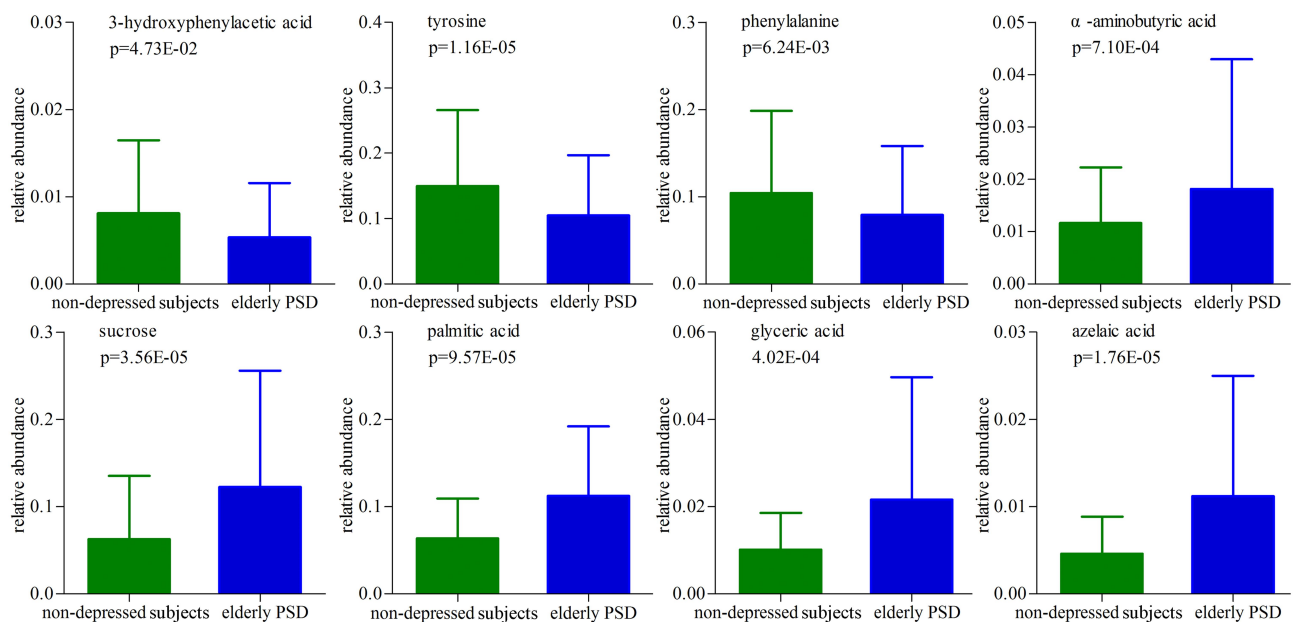 3-hydroxyphenylacetic acid
p=4.73E-02
relative abundance
0.03
0.02
0.01
0.00
non-depressed subjects
elderly PSD
tyrosine
p=1.16E-05
relative abundance
0.4
0.3
0.2
0.1
0.0
non-depressed subjects
elderly PSD
phenylalanine
p=6.24E-03
relative abundance
0.3
0.2
0.1
0.0
non-depressed subjects
elderly PSD
α -aminobutyric acid
p=7.10E-04
relative abundance
0.05
0.04
0.03
0.02
0.01
0.00
non-depressed subjects
elderly PSD
sucrose
p=3.56E-05
relative abundance
0.3
0.2
0.1
0.0
non-depressed subjects
elderly PSD
palmitic acid
p=9.57E-05
relative abundance
0.3
0.2
0.1
0.0
non-depressed subjects
elderly PSD
glyceric acid
4.02E-04
relative abundance
0.06
0.04
0.02
0.00
non-depressed subjects
elderly PSD
azelaic acid
p=1.76E-05
relative abundance
0.03
0.02
0.01
0.00
non-depressed subjects
elderly PSD